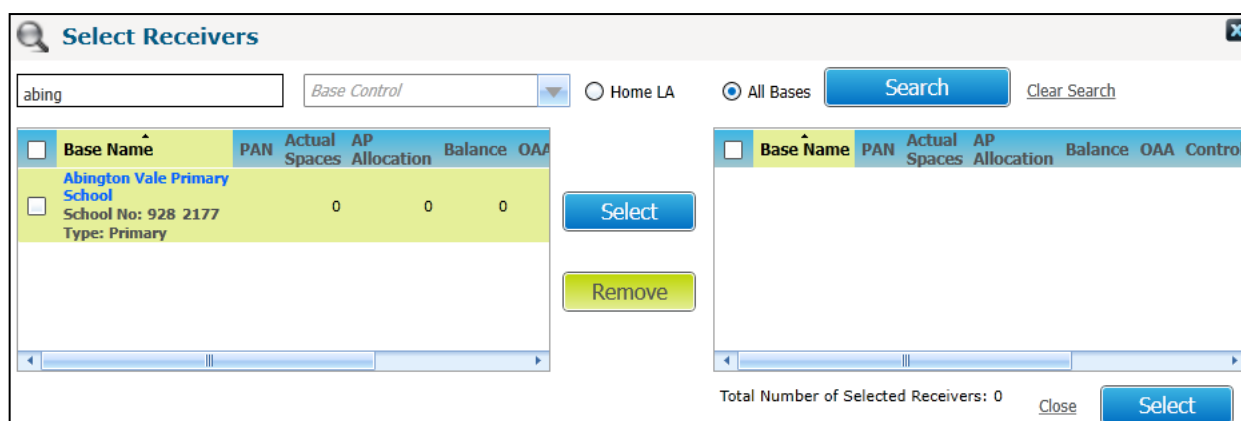 Select Receivers
abing
Base Control
Home LA
All Bases
Search
Clear Search
Base Name PAN Actual Spaces AP Allocation Balance OAA
Abington Vale Primary
School
School No: 928 2177
Type: Primary
0 0 0
Select
Remove
Base Name PAN Actual Spaces AP Allocation Balance OAA Control
Total Number of Selected Receivers: 0
Close
Select